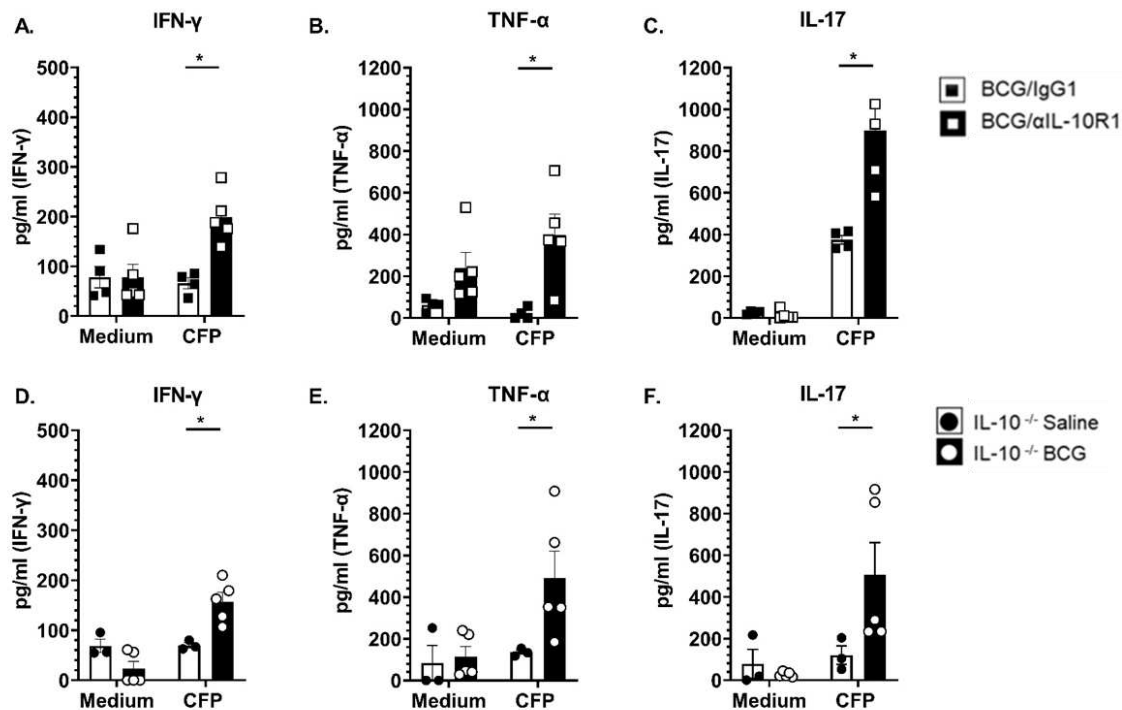 A. IFN-γ
pg/ml (IFN-γ)
500
400
300
200
100
0
Medium CFP
*
B. TNF-α
pg/ml (TNF-α)
1200
1000
800
600
400
200
0
Medium CFP
*
C. IL-17
pg/ml (IL-17)
1200
1000
800
600
400
200
0
Medium CFP
*
BCG/IgG1
BCG/αIL-10R1
D. IFN-γ
pg/ml (IFN-γ)
500
400
300
200
100
0
Medium CFP
*
E. TNF-α
pg/ml (TNF-α)
1200
1000
800
600
400
200
0
Medium CFP
*
F. IL-17
pg/ml (IL-17)
1200
1000
800
600
400
200
0
Medium CFP
*
IL-10 -/- Saline
IL-10 -/- BCG